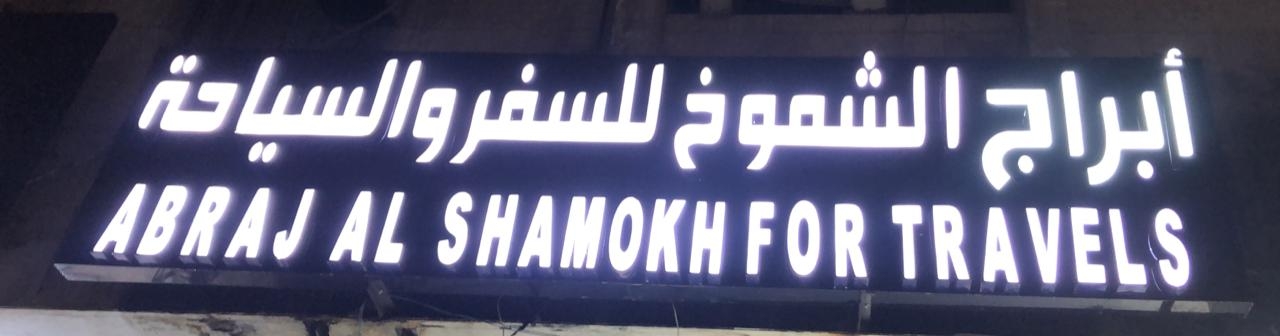 أبراج الشموخ للسفر والسياحة
ABRAJ AL SHAMOKH FOR TRAVELS